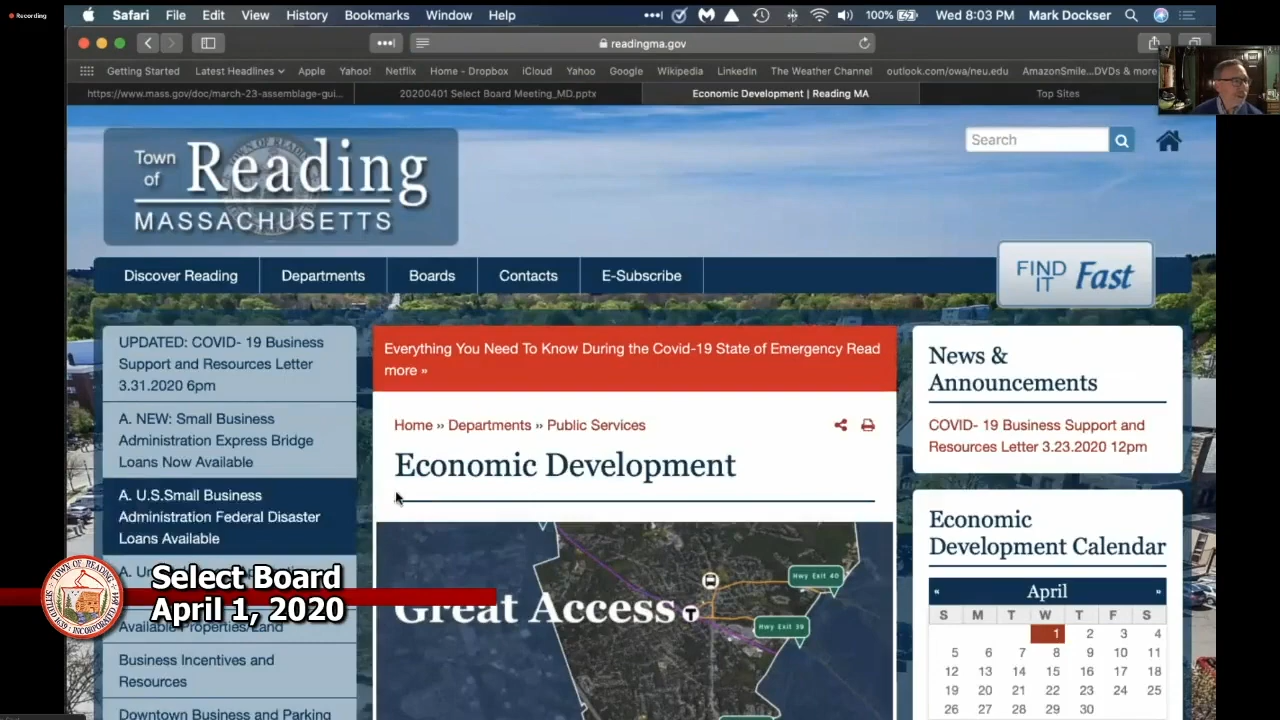 Recording
Safari File Edit View History Bookmarks Window Help 100% Wed 8:03 PM Mark Dockser
readingma.gov
Getting Started Latest Headlines Apple Yahoo! Netflix Home - Dropbox iCloud Yahoo Google Wikipedia LinkedIn The Weather Channel outlook.com/owa/neu.edu AmazonSmile...DVDs & more
https://www.mass.gov/doc/march-23-assemblage-gui... 20200401 Select Board Meeting_MD.pptx Economic Development | Reading MA Top Sites
Town of Reading
MASSACHUSETTS
Search
Discover Reading Departments Boards Contacts E-Subscribe
FIND IT Fast
UPDATED: COVID- 19 Business
Support and Resources Letter
3.31.2020 6pm
A. NEW: Small Business
Administration Express Bridge
Loans Now Available
A. U.S.Small Business
Administration Federal Disaster
Loans Available
Available Properties/Land
Business Incentives and
Resources
Downtown Business and Parking
Everything You Need To Know During the Covid-19 State of Emergency Read
more »
Home » Departments » Public Services
Economic Development
Great Access
T
Hwy Exit 40
Hwy Exit 39
News &
Announcements
COVID- 19 Business Support and
Resources Letter 3.23.2020 12pm
Economic
Development Calendar
« April »
S M T W T F S
1 2 3 4
5 6 7 8 9 10 11
12 13 14 15 16 17 18
19 20 21 22 23 24 25
26 27 28 29 30
Select Board
April 1, 2020